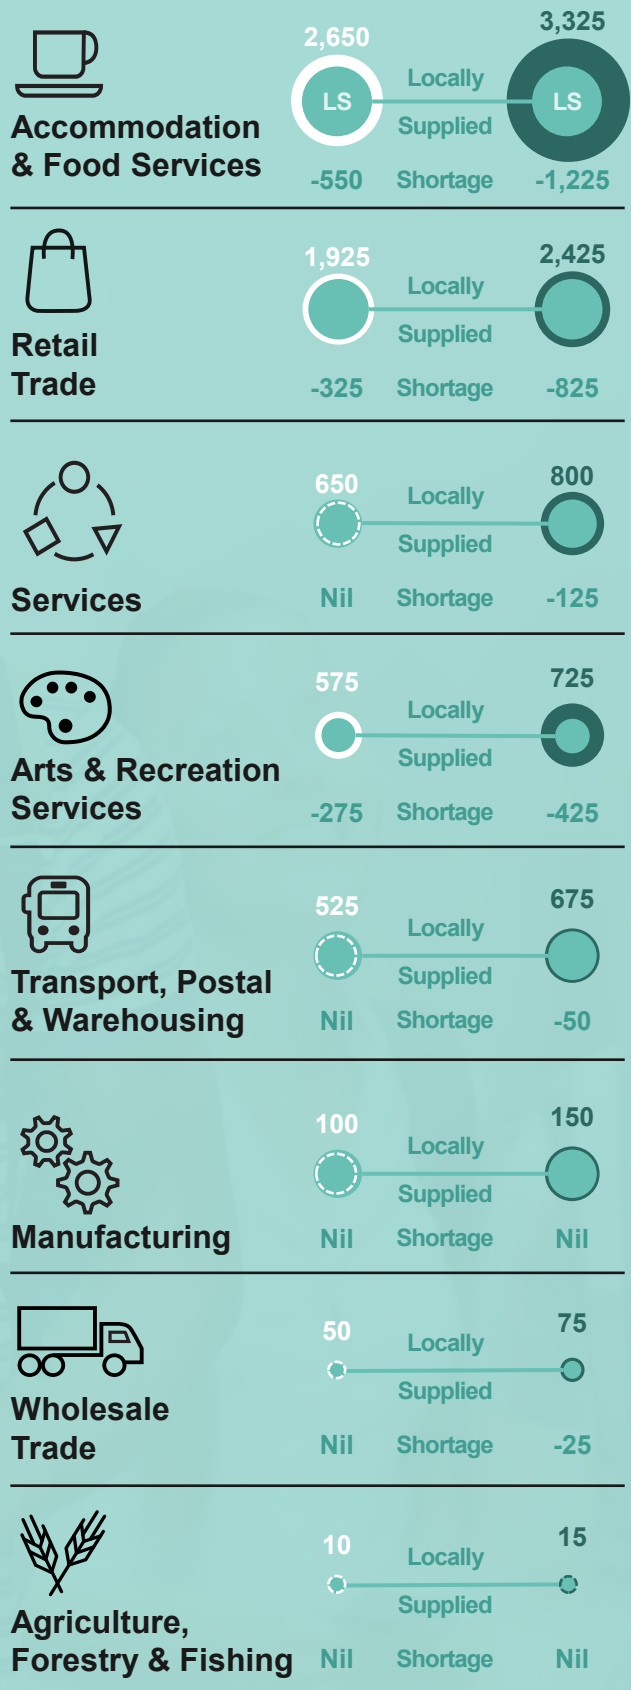 2,650
3,325
LS
Locally
LS
Supplied
Accommodation
& Food Services
-550
Shortage
-1,225
1,925
2,425
Locally
Supplied
Retail
Trade
-325
Shortage
-825
650
800
Locally
Supplied
Services
Nil
Shortage
-125
575
725
Locally
Supplied
Arts & Recreation
Services
-275
Shortage
-425
525
675
Locally
Supplied
Transport, Postal
& Warehousing
Nil
Shortage
-50
100
150
Locally
Supplied
Manufacturing
Nil
Shortage
Nil
50
75
Locally
Supplied
Wholesale
Trade
Nil
Shortage
-25
10
15
Locally
Supplied
Agriculture,
Forestry & Fishing
Nil
Shortage
Nil